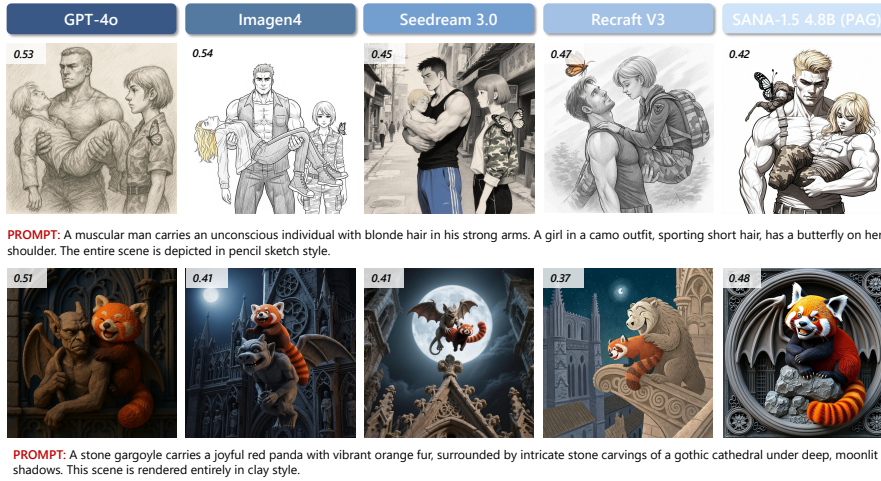 GPT-4o
Imagen4
Seedream 3.0
Recraft V3
SANA-1.5 4.8B (PAG)
0.53
0.54
0.45
0.47
0.42
PROMPT: A muscular man carries an unconscious individual with blonde hair in his strong arms. A girl in a camo outfit, sporting short hair, has a butterfly on her
shoulder. The entire scene is depicted in pencil sketch style.
0.51
0.41
0.41
0.37
0.48
PROMPT: A stone gargoyle carries a joyful red panda with vibrant orange fur, surrounded by intricate stone carvings of a gothic cathedral under deep, moonlit
shadows. This scene is rendered entirely in clay style.